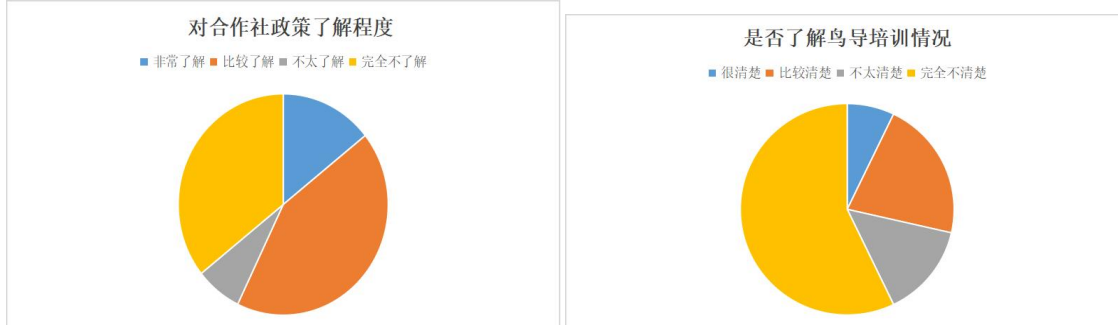 对合作社政策了解程度
非常了解 比较了解 不太了解 完全不了解
是否了解鸟导培训情况
很清楚 比较清楚 不太清楚 完全不清楚